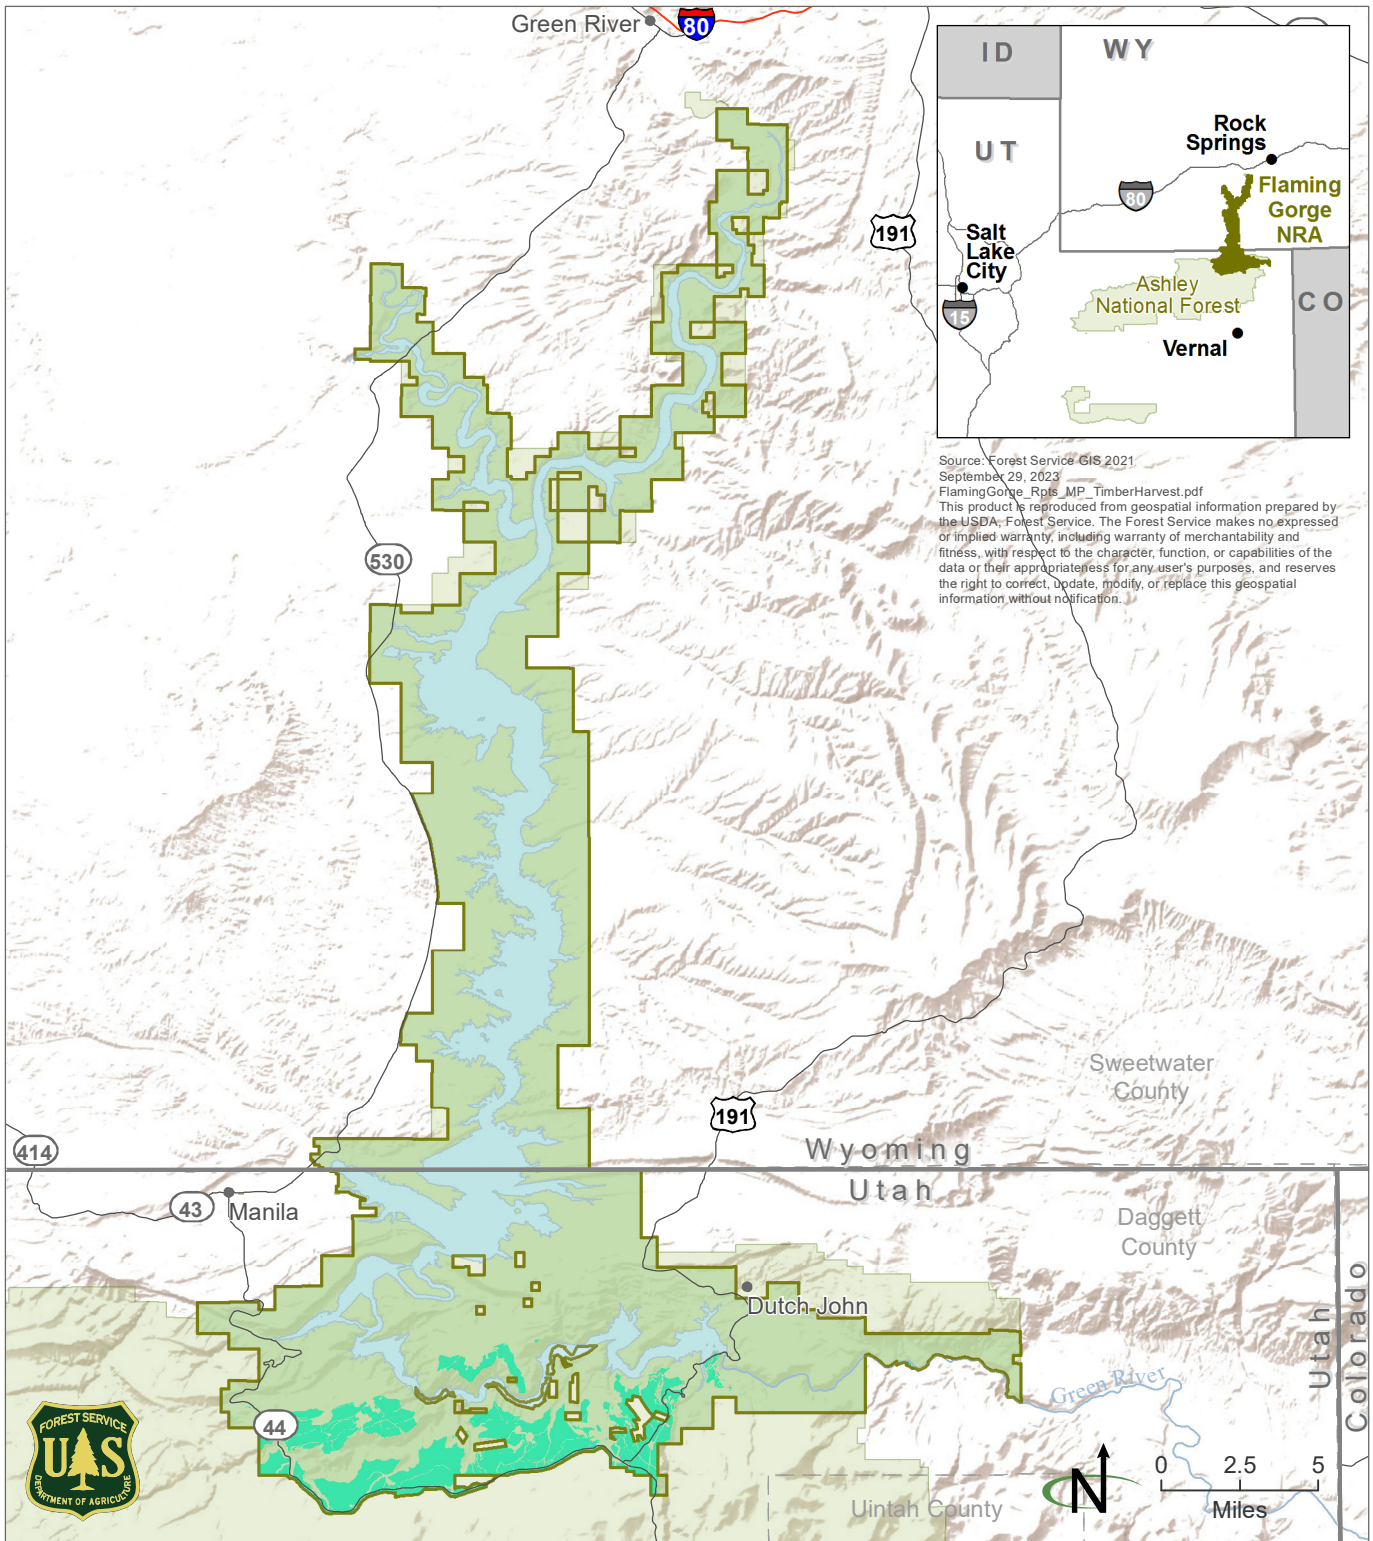 Green River
80
ID
WY
UT
Rock
Springs
80
Flaming
Gorge
NRA
Salt
Lake
City
15
Ashley
National Forest
CO
Vernal
191
Source: Forest Service GIS 2021
September 29, 2023
FlamingGorge_Rpts_MP_TimberHarvest.pdf
This product is reproduced from geospatial information prepared by
the USDA, Forest Service. The Forest Service makes no expressed
or implied warranty, including warranty of merchantability and
fitness, with respect to the character, function, or capabilities of the
data or their appropriateness for any user's purposes, and reserves
the right to correct, update, modify, or replace this geospatial
information without notification.
530
Sweetwater
County
191
414
Wyoming
Utah
43
Manila
Daggett
County
Dutch John
Utah
Colorado
Green River
44
FOREST SERVICE
UAS
DEPARTMENT OF AGRICULTURE
Uintah County
N
0 2.5 5
Miles